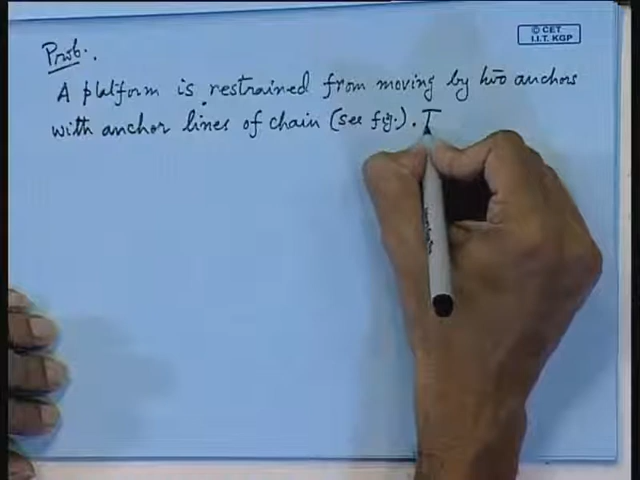 © CET
I.I.T. KGP
Prob.
A platform is restrained from moving by two anchors
with anchor lines of chain (see fig.). I